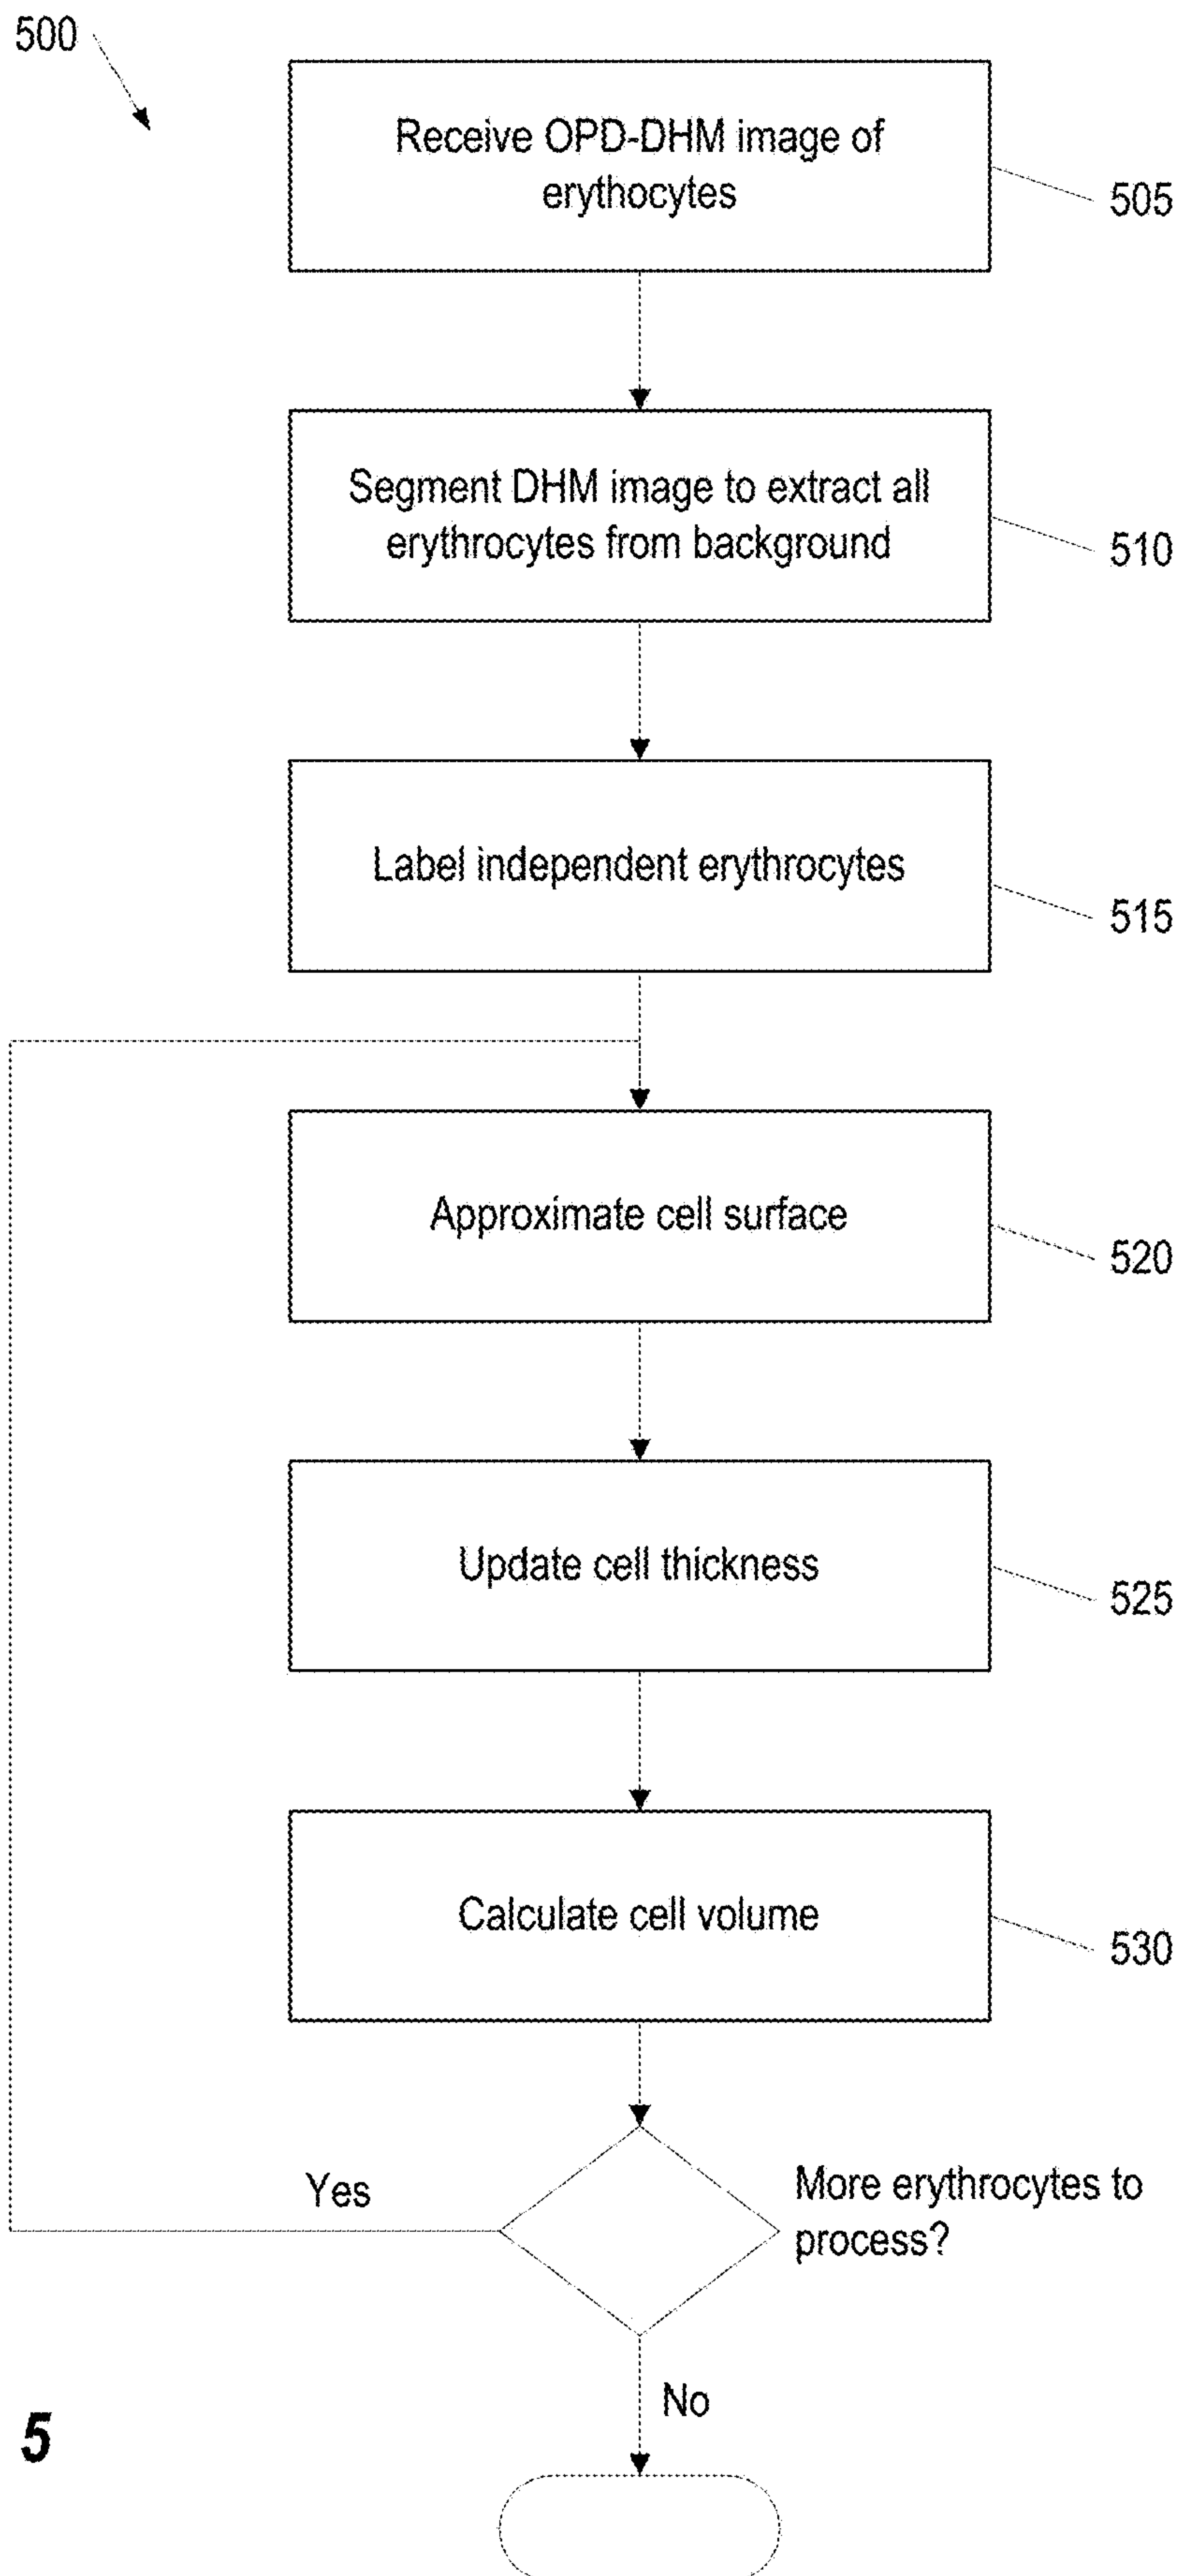 500
Receive OPD-DHM image of
erythocytes
505
Segment DHM image to extract all
erythrocytes from background
510
Label independent erythrocytes
515
Approximate cell surface
520
Update cell thickness
525
Calculate cell volume
530
More erythrocytes to
process?
Yes
No
5